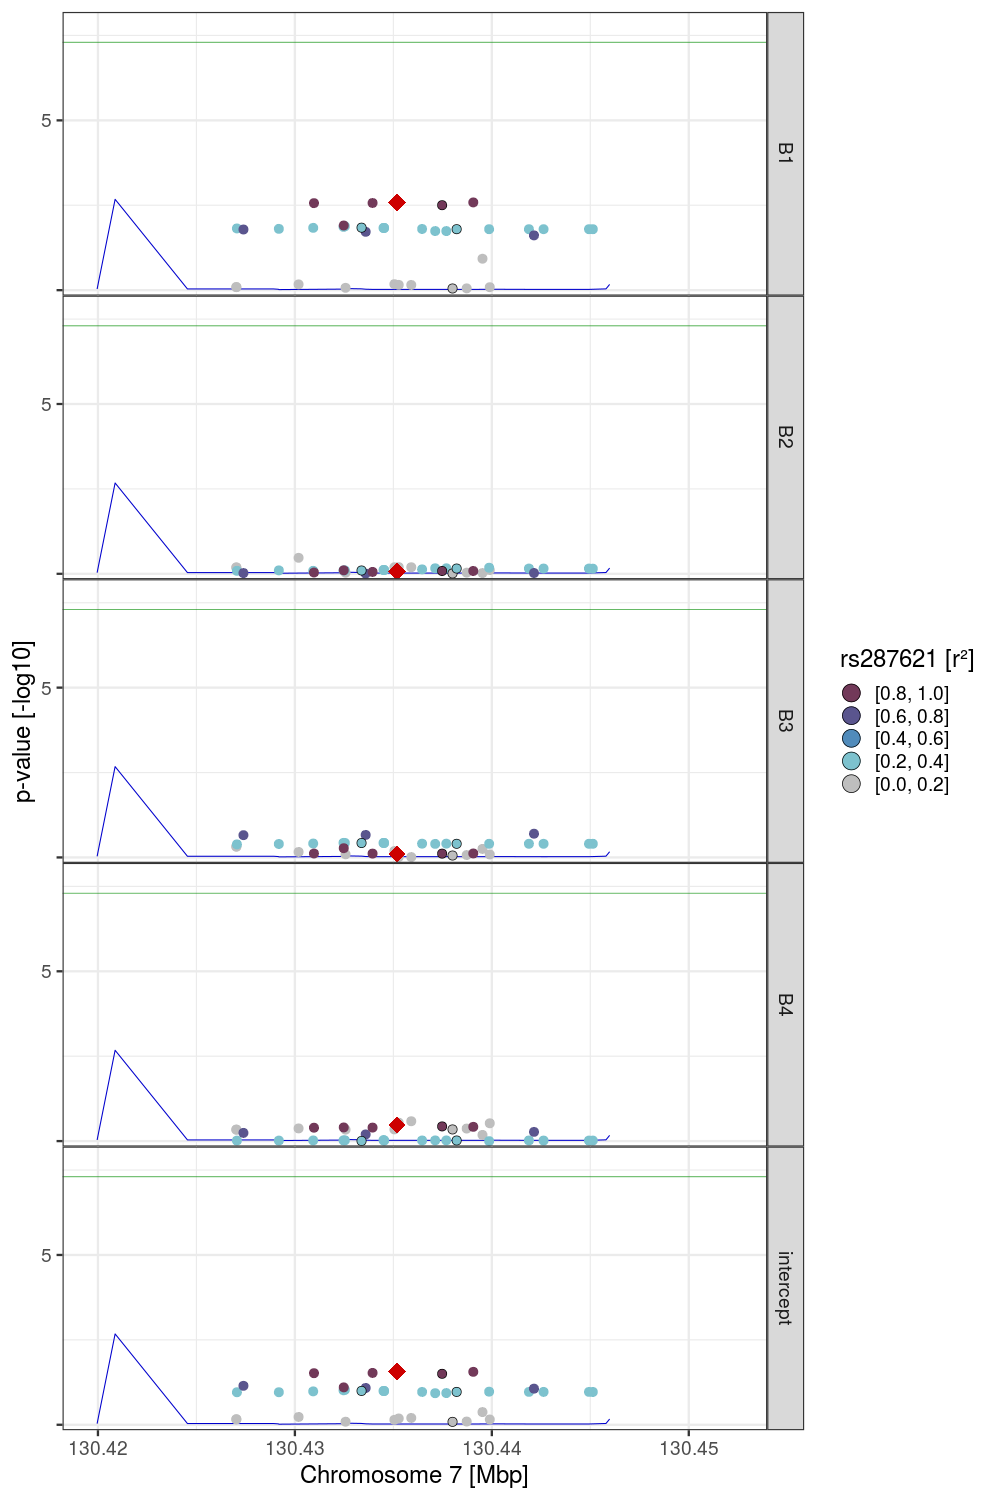 5
B1
5
B2
5
B3
5
B4
5
intercept
p-value [-log10]
130.42
130.43
130.44
130.45
Chromosome 7 [Mbp]
rs287621 [r²]
[0.8, 1.0]
[0.6, 0.8]
[0.4, 0.6]
[0.2, 0.4]
[0.0, 0.2]